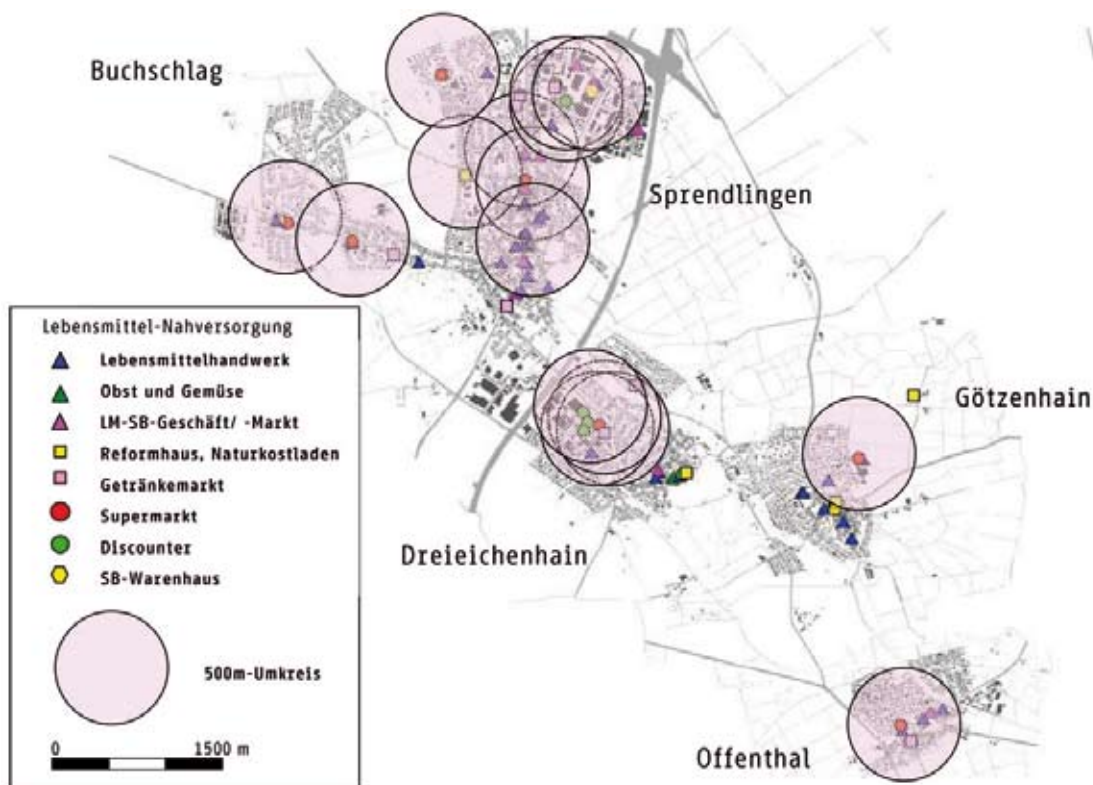 Buchschlag
Sprendlingen
Götzenhain
Dreieichenhain
Offenthal
Lebensmittel-Nahversorgung
Lebensmittelhandwerk
Obst und Gemüse
LM-SB-Geschäft/ -Markt
Reformhaus, Naturkostladen
Getränkemarkt
Supermarkt
Discounter
SB-Warenhaus
500m-Umkreis
0 1500 m